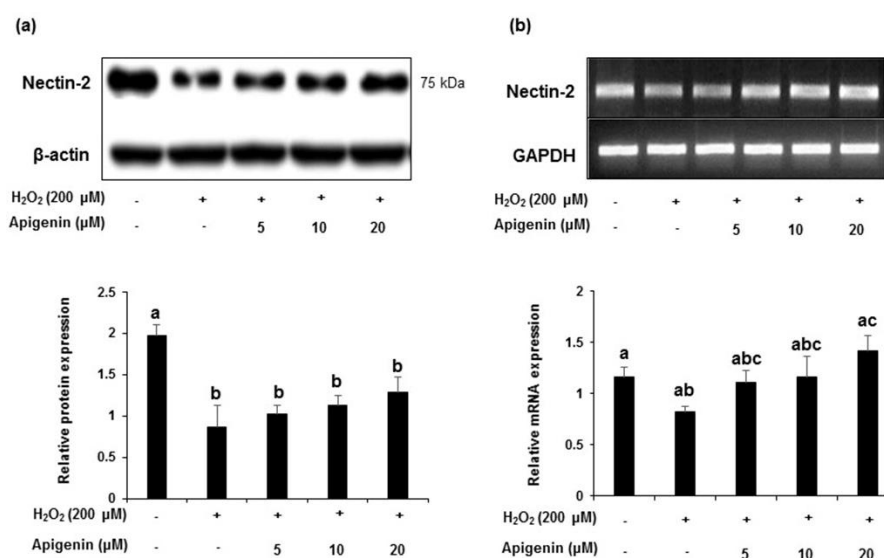 (a)
Nectin-2
75 kDa
β-actin
H₂O₂ (200 μM) - + + + +
Apigenin (μM) - - 5 10 20
(b)
Nectin-2
GAPDH
H₂O₂ (200 μM) - + + + +
Apigenin (μM) - - 5 10 20
Relative protein expression
2.5
2
1.5
1
0.5
0
a b b b b
H₂O₂ (200 μM) - + + + +
Apigenin (μM) - - 5 10 20
Relative mRNA expression
2
1.5
1
0.5
0
a ab abc abc ac
H₂O₂ (200 μM) - + + + +
Apigenin (μM) - - 5 10 20